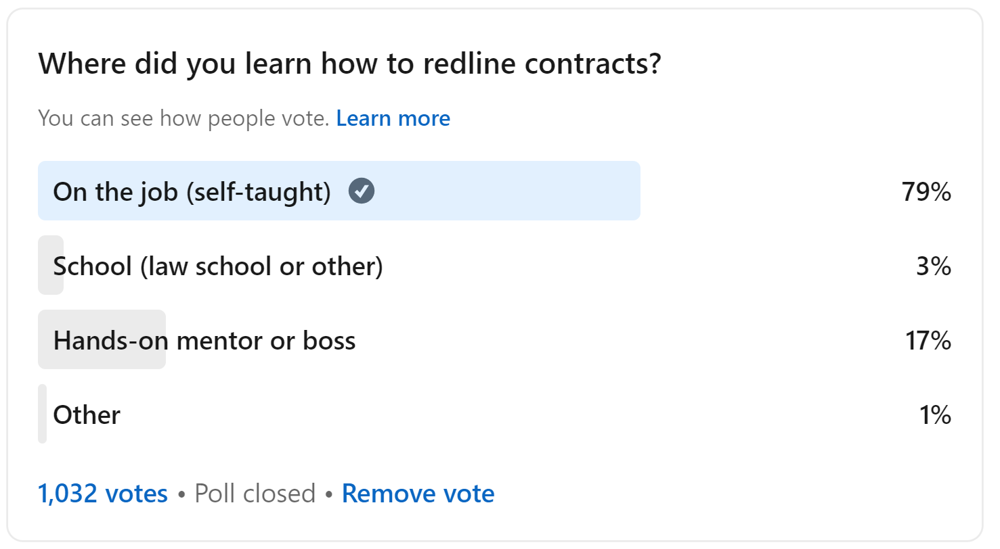 Where did you learn how to redline contracts?
You can see how people vote. Learn more
On the job (self-taught) 79%
School (law school or other) 3%
Hands-on mentor or boss 17%
Other 1%
1,032 votes • Poll closed • Remove vote